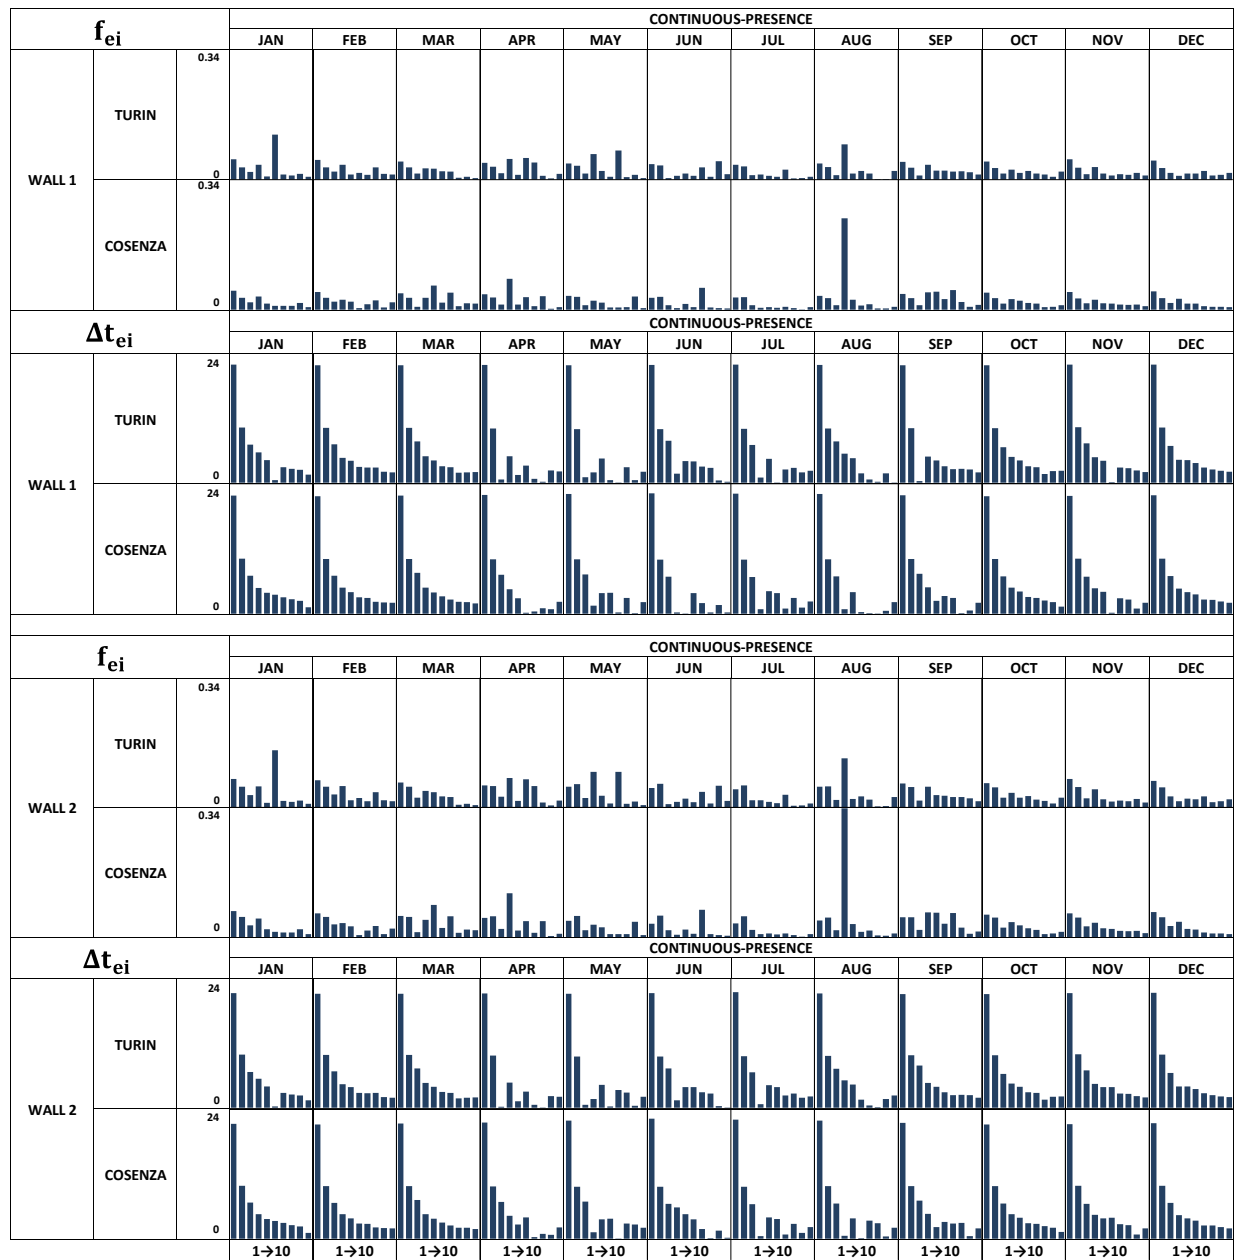 f_ei CONTINUOUS-PRESENCE
JAN FEB MAR APR MAY JUN JUL AUG SEP OCT NOV DEC
WALL 1 TURIN 0.34
0
COSENZA 0.34
0
Δt_ei CONTINUOUS-PRESENCE
JAN FEB MAR APR MAY JUN JUL AUG SEP OCT NOV DEC
WALL 1 TURIN 24
0
COSENZA 24
0
f_ei CONTINUOUS-PRESENCE
JAN FEB MAR APR MAY JUN JUL AUG SEP OCT NOV DEC
WALL 2 TURIN 0.34
0
COSENZA 0.34
0
Δt_ei CONTINUOUS-PRESENCE
JAN FEB MAR APR MAY JUN JUL AUG SEP OCT NOV DEC
WALL 2 TURIN 24
0
COSENZA 24
0
1→10 1→10 1→10 1→10 1→10 1→10 1→10 1→10 1→10 1→10 1→10 1→10